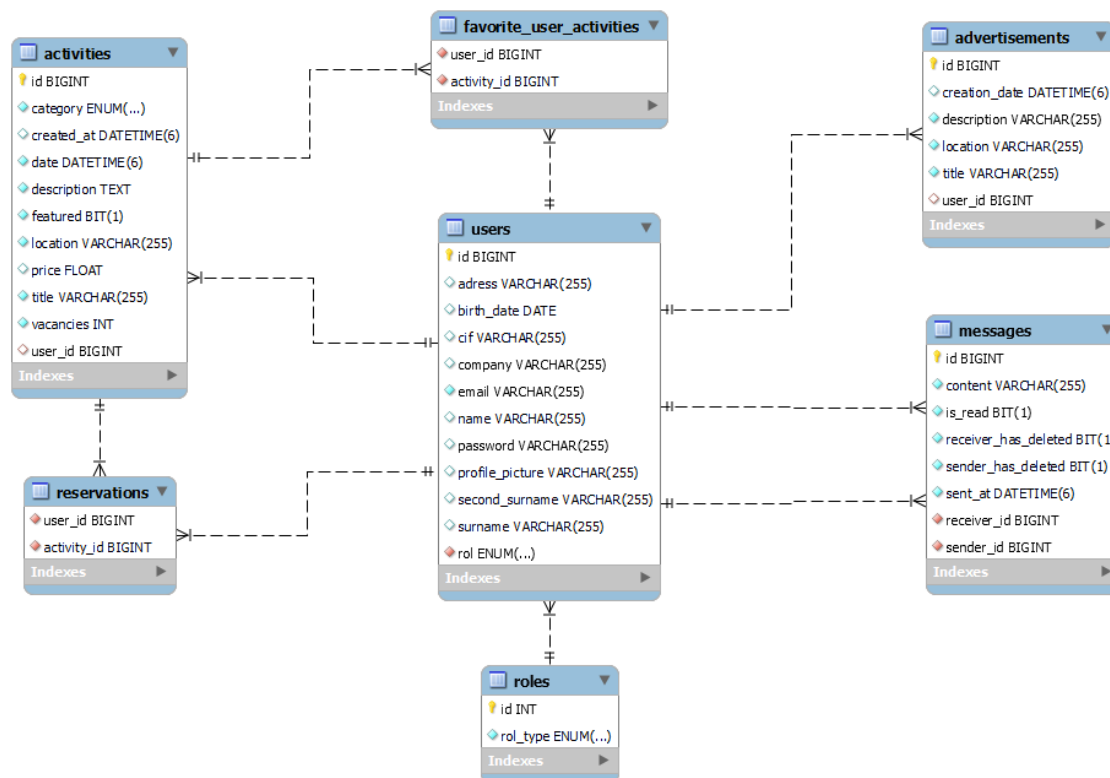 activities
id BIGINT
category ENUM(...)
created_at DATETIME(6)
date DATETIME(6)
description TEXT
featured BIT(1)
location VARCHAR(255)
price FLOAT
title VARCHAR(255)
vacancies INT
user_id BIGINT
Indexes
favorite_user_activities
user_id BIGINT
activity_id BIGINT
Indexes
advertisements
id BIGINT
creation_date DATETIME(6)
description VARCHAR(255)
location VARCHAR(255)
title VARCHAR(255)
user_id BIGINT
Indexes
users
id BIGINT
adress VARCHAR(255)
birth_date DATE
cif VARCHAR(255)
company VARCHAR(255)
email VARCHAR(255)
name VARCHAR(255)
password VARCHAR(255)
profile_picture VARCHAR(255)
second_surname VARCHAR(255)
surname VARCHAR(255)
rol ENUM(...)
Indexes
messages
id BIGINT
content VARCHAR(255)
is_read BIT(1)
receiver_has_deleted BIT(1
sender_has_deleted BIT(1)
sent_at DATETIME(6)
receiver_id BIGINT
sender_id BIGINT
Indexes
reservations
user_id BIGINT
activity_id BIGINT
Indexes
roles
id INT
rol_type ENUM(...)
Indexes